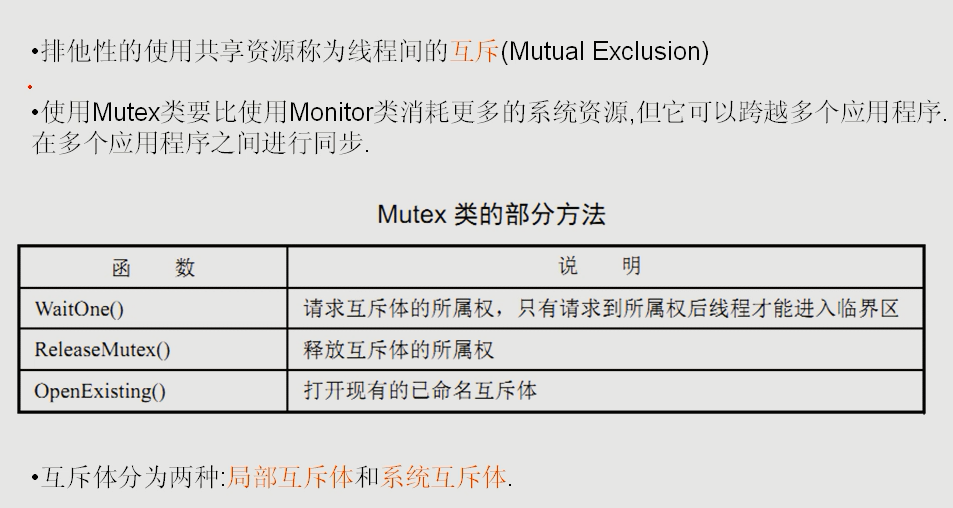 •排他性的使用共享资源称为线程间的互斥(Mutual Exclusion)
•
•使用Mutex类要比使用Monitor类消耗更多的系统资源,但它可以跨越多个应用程序.
在多个应用程序之间进行同步.
Mutex 类的部分方法
函 数 说 明
WaitOne() 请求互斥体的所属权，只有请求到所属权后线程才能进入临界区
ReleaseMutex() 释放互斥体的所属权
OpenExisting() 打开现有的已命名互斥体
•互斥体分为两种:局部互斥体和系统互斥体.